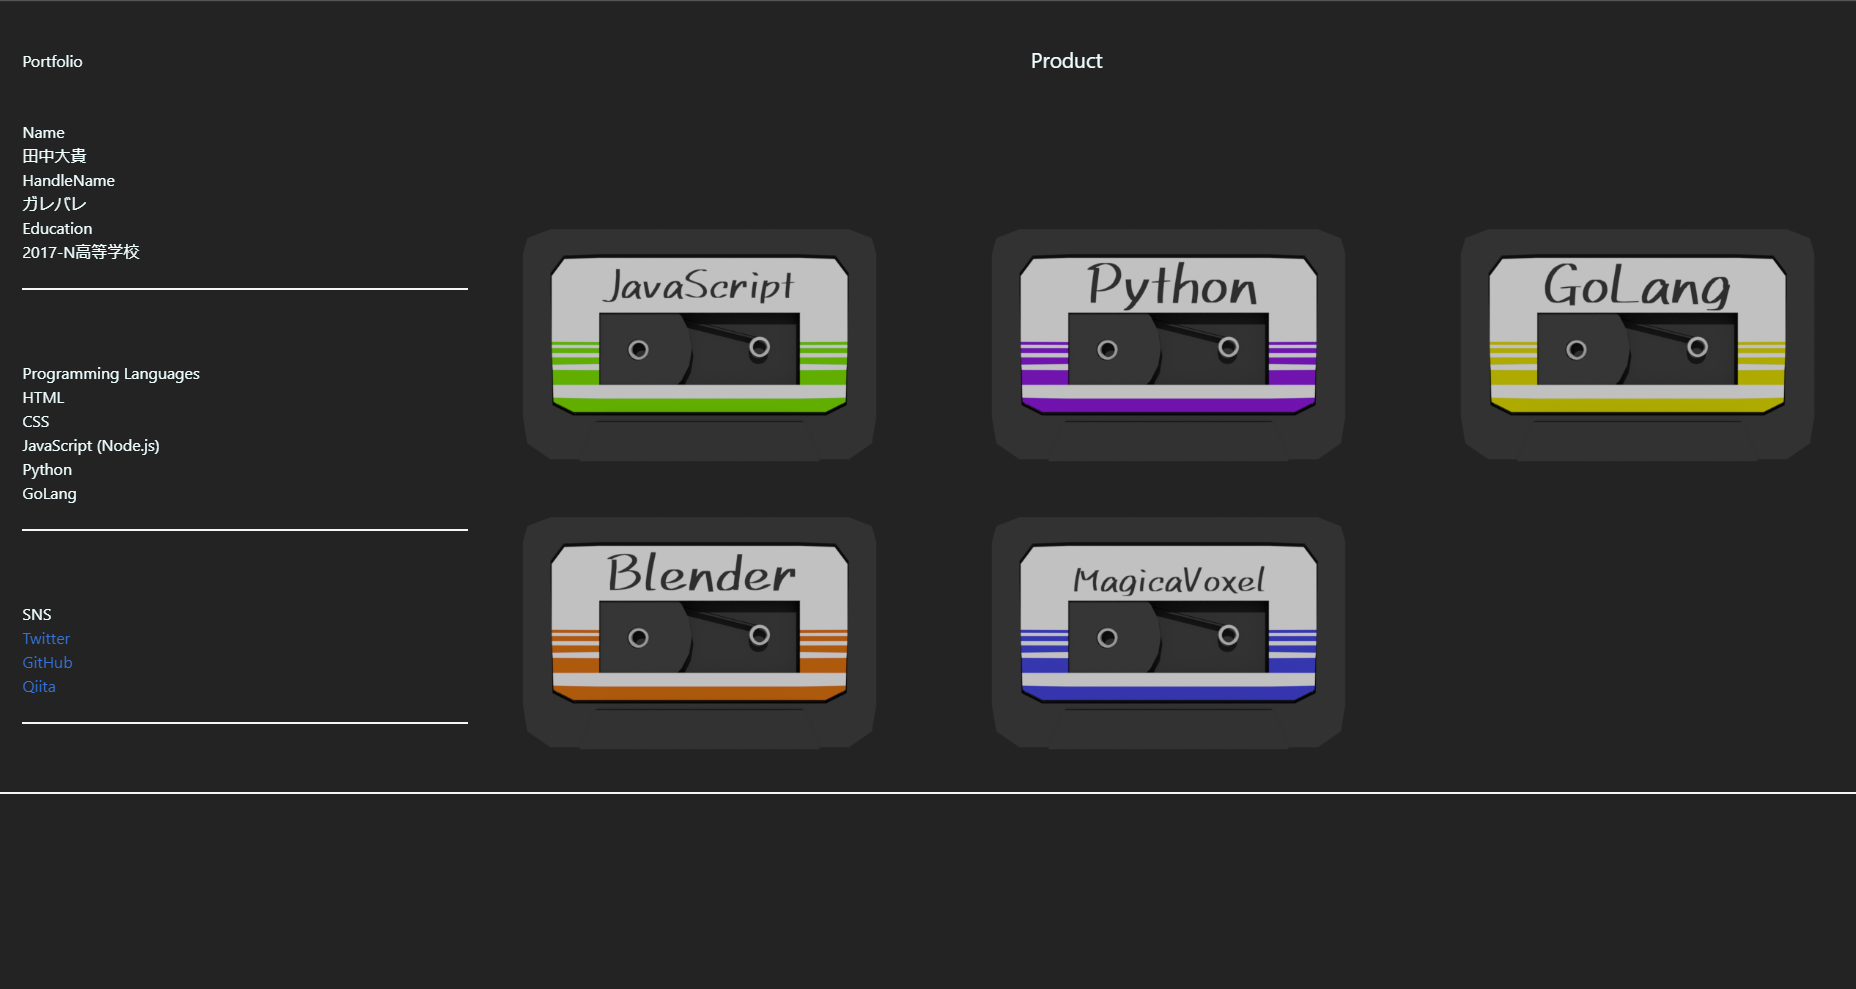 Portfolio
Name
田中大貴
HandleName
ガレバレ
Education
2017-N高等学校
Programming Languages
HTML
CSS
JavaScript (Node.js)
Python
GoLang
SNS
Twitter
GitHub
Qiita
Product
JavaScript
Python
GoLang
Blender
MagicaVoxel